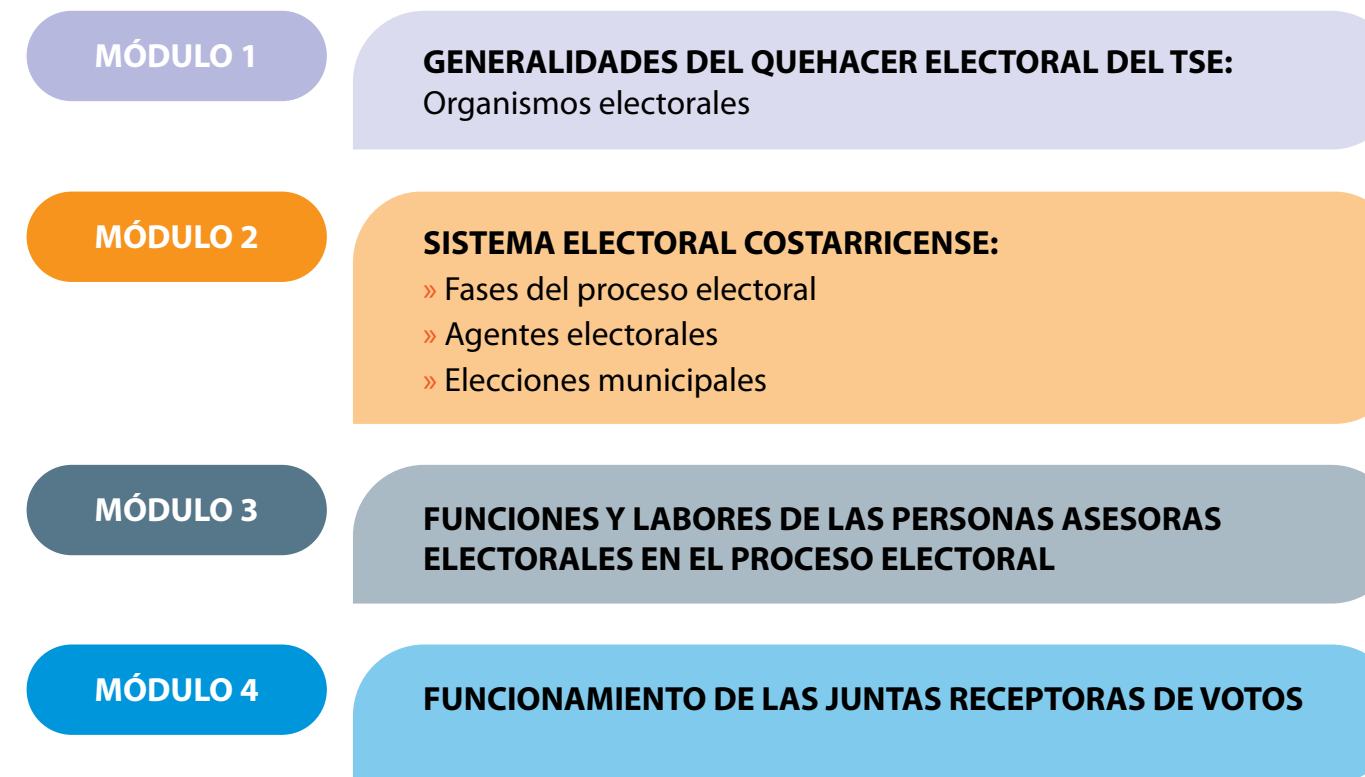 MÓDULO 1
GENERALIDADES DEL QUEHACER ELECTORAL DEL TSE:
Organismos electorales
MÓDULO 2
SISTEMA ELECTORAL COSTARRICENSE:
» Fases del proceso electoral
» Agentes electorales
» Elecciones municipales
MÓDULO 3
FUNCIONES Y LABORES DE LAS PERSONAS ASESORAS
ELECTORALES EN EL PROCESO ELECTORAL
MÓDULO 4
FUNCIONAMIENTO DE LAS JUNTAS RECEPTORAS DE VOTOS